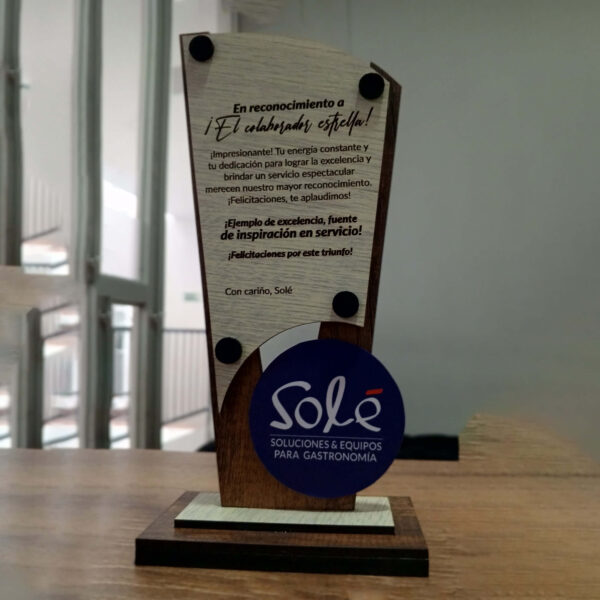 En reconocimiento a
¡El colaborador estrella!
¡Impresionante! Tu energía constante y
tu dedicación para lograr la excelencia y
brindar un servicio espectacular
merecen nuestro mayor reconocimiento.
¡Felicitaciones, te aplaudimos!
¡Ejemplo de excelencia, fuente
de inspiración en servicio!
¡Felicitaciones por este triunfo!
Con cariño, Solé
Solé
SOLUCIONES & EQUIPOS
PARA GASTRONOMÍA